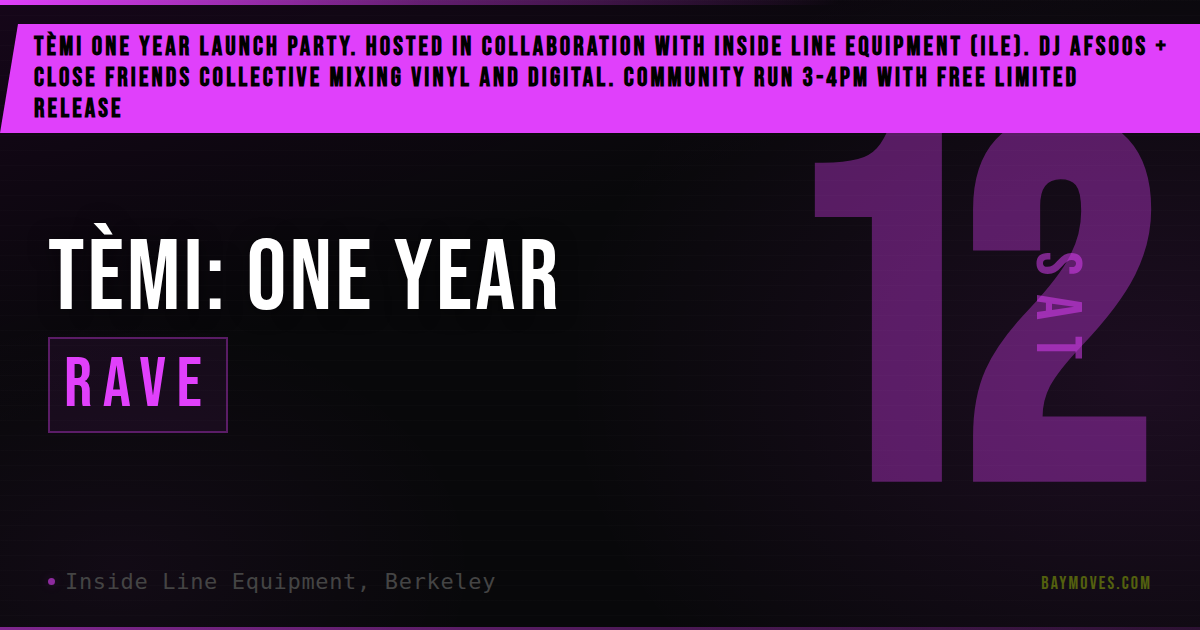 TÈMI ONE YEAR LAUNCH PARTY. HOSTED IN COLLABORATION WITH INSIDE LINE EQUIPMENT (ILE). DJ AFSOOS +
CLOSE FRIENDS COLLECTIVE MIXING VINYL AND DIGITAL. COMMUNITY RUN 3-4PM WITH FREE LIMITED
RELEASE
12
SAT
TÈMI: ONE YEAR
RAVE
• Inside Line Equipment, Berkeley
BAYMOVES.COM